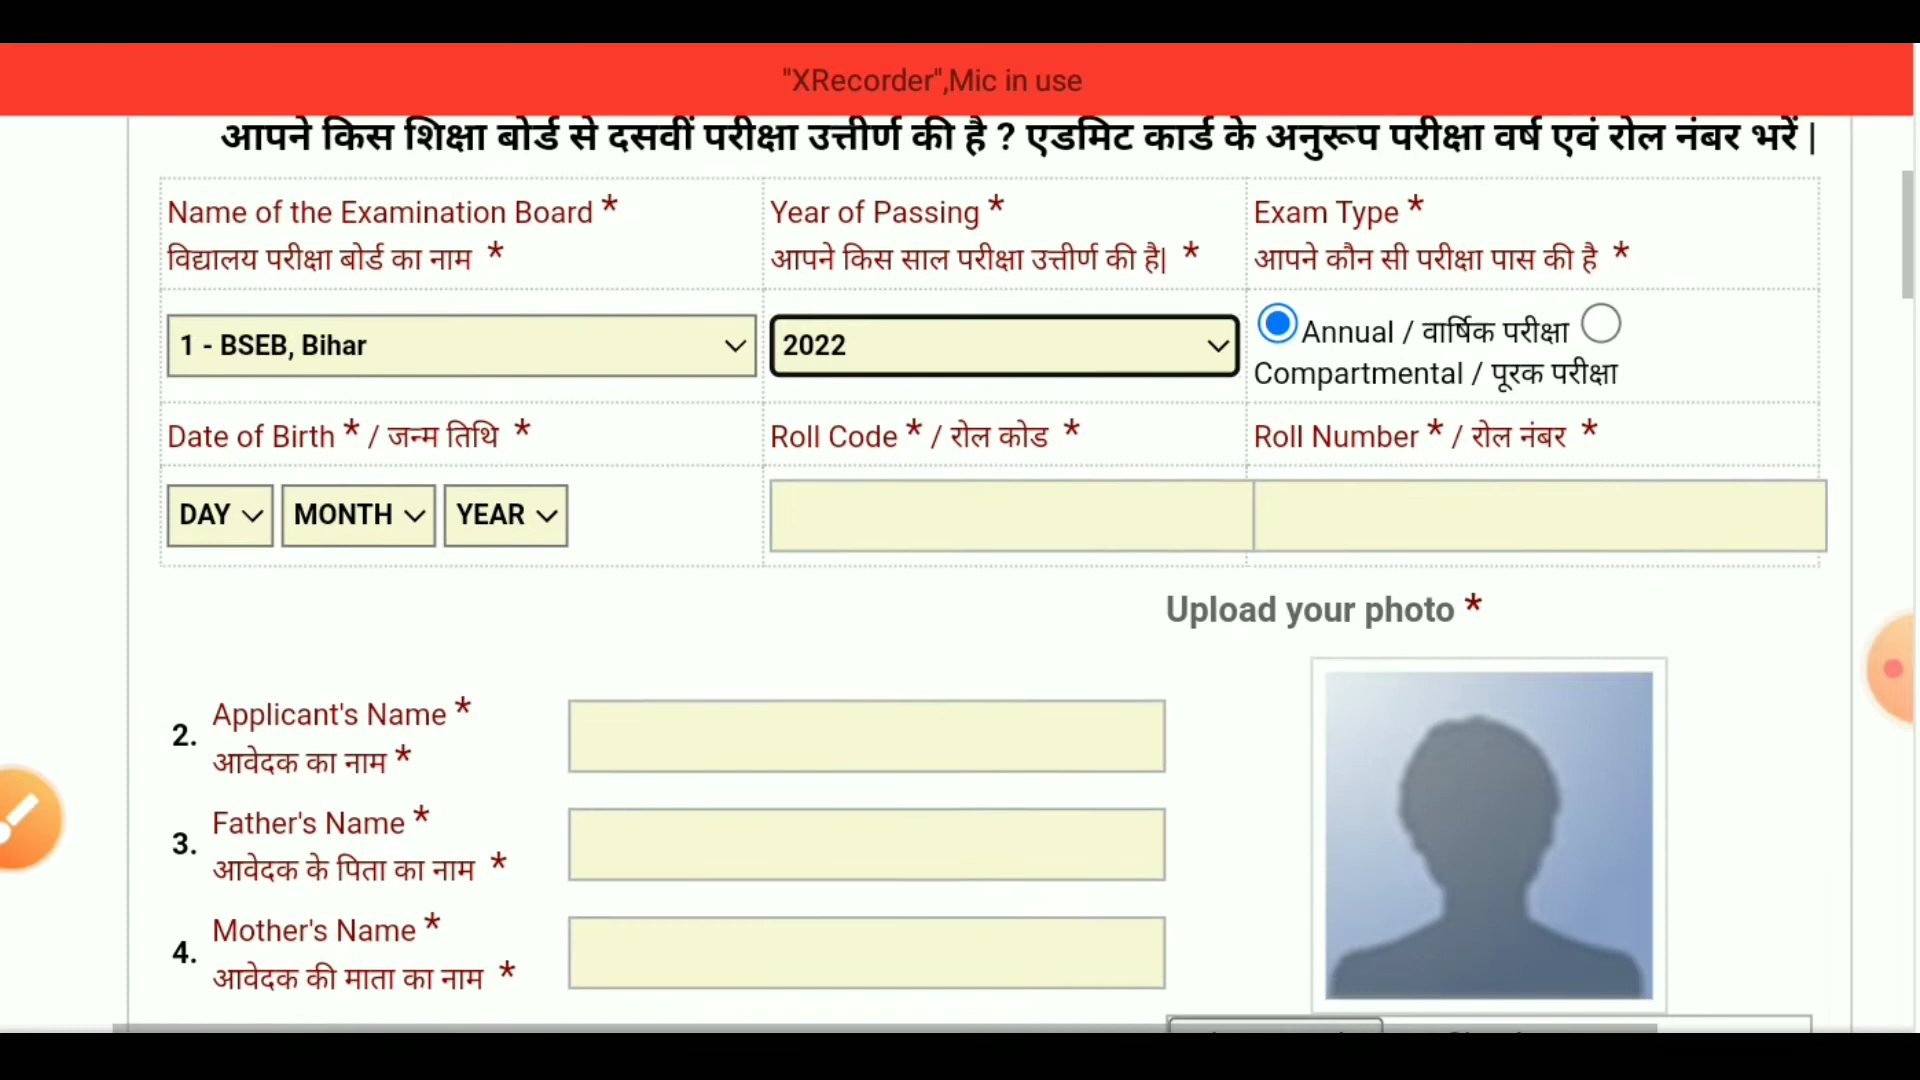 "XRecorder",Mic in use
आपने किस शिक्षा बोर्ड से दसवीं परीक्षा उत्तीर्ण की है ? एडमिट कार्ड के अनुरूप परीक्षा वर्ष एवं रोल नंबर भरें |
Name of the Examination Board *
विद्यालय परीक्षा बोर्ड का नाम *
Year of Passing *
आपने किस साल परीक्षा उत्तीर्ण की है| *
Exam Type *
आपने कौन सी परीक्षा पास की है *
1 - BSEB, Bihar
2022
Annual / वार्षिक परीक्षा
Compartmental / पूरक परीक्षा
Date of Birth * / जन्म तिथि *
Roll Code * / रोल कोड *
Roll Number * / रोल नंबर *
DAY MONTH YEAR
Upload your photo *
2. Applicant's Name *
आवेदक का नाम *
3. Father's Name *
आवेदक के पिता का नाम *
4. Mother's Name *
आवेदक की माता का नाम *